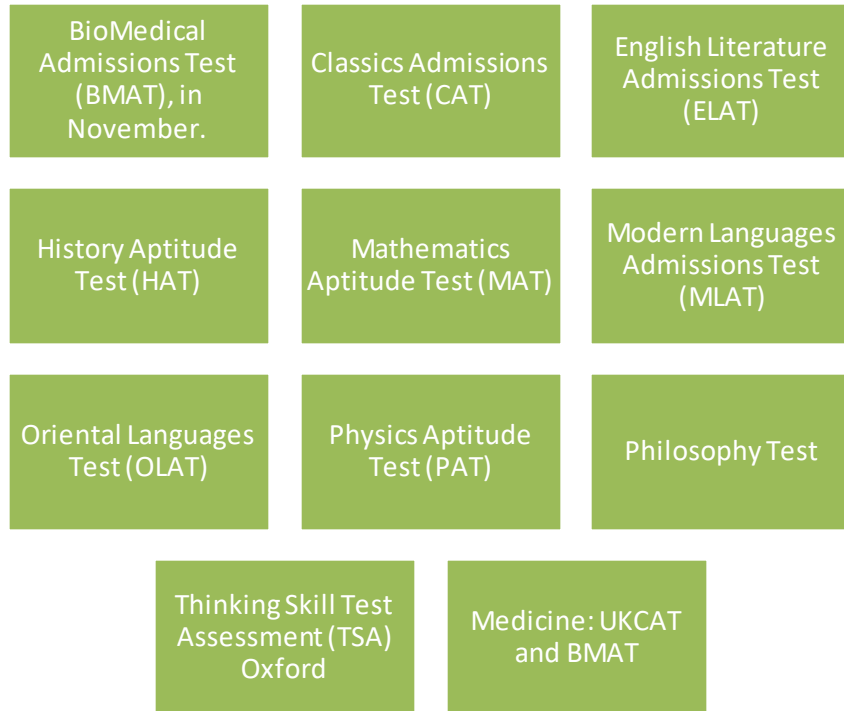 BioMedical
Admissions Test
(BMAT), in
November.
Classics Admissions
Test (CAT)
English Literature
Admissions Test
(ELAT)
History Aptitude
Test (HAT)
Mathematics
Aptitude Test (MAT)
Modern Languages
Admissions Test
(MLAT)
Oriental Languages
Test (OLAT)
Physics Aptitude
Test (PAT)
Philosophy Test
Thinking Skill Test
Assessment (TSA)
Oxford
Medicine: UKCAT
and BMAT